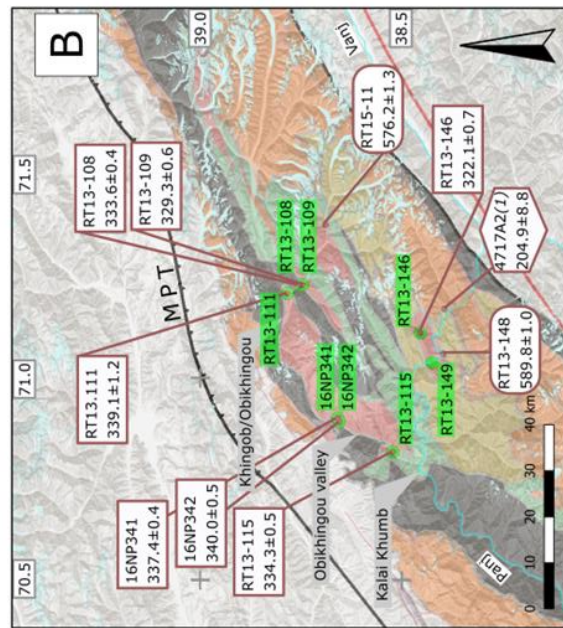 B
70.5
71.0
71.5
39.0
38.5
MPT
16NP341
337.4±0.4
16NP342
340.0±0.5
RT13-115
334.3±0.5
RT13.111
339.1±1.2
RT13-108
333.6±0.4
RT13-109
329.3±0.6
Khingob/Obikhingou
Obikhingou valley
Kalai Khumb
RT13-111
RT13-108
RT13-109
16NP341
16NP342
RT13-115
RT13-146
RT13-149
Panj
Vanj
RT15-11
576.2±1.3
RT13-146
322.1±0.7
4717A2(1)
204.9±8.8
RT13-148
589.8±1.0
0 10 20 30 40 km